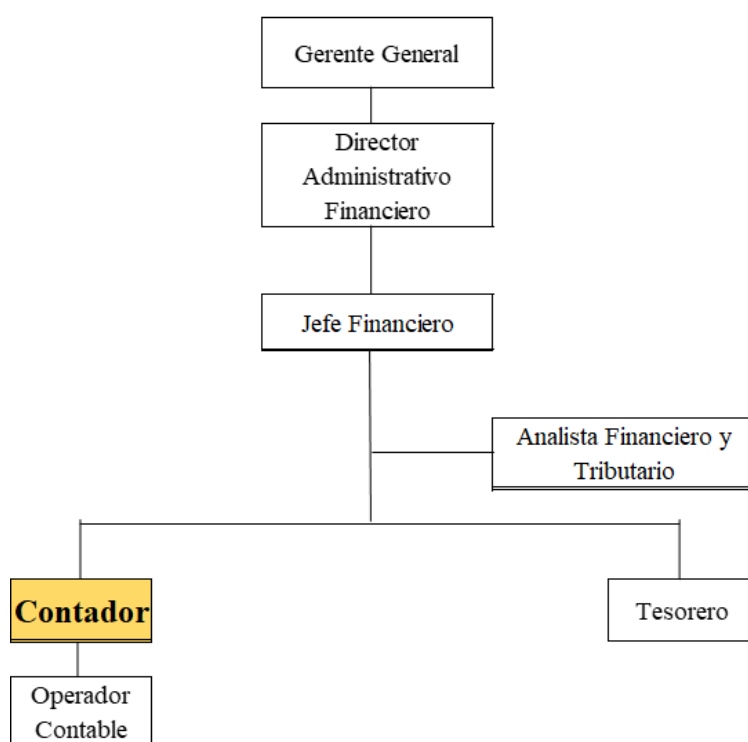 Gerente General
Director
Administrativo
Financiero
Jefe Financiero
Analista Financiero y
Tributario
Contador
Tesorero
Operador
Contable